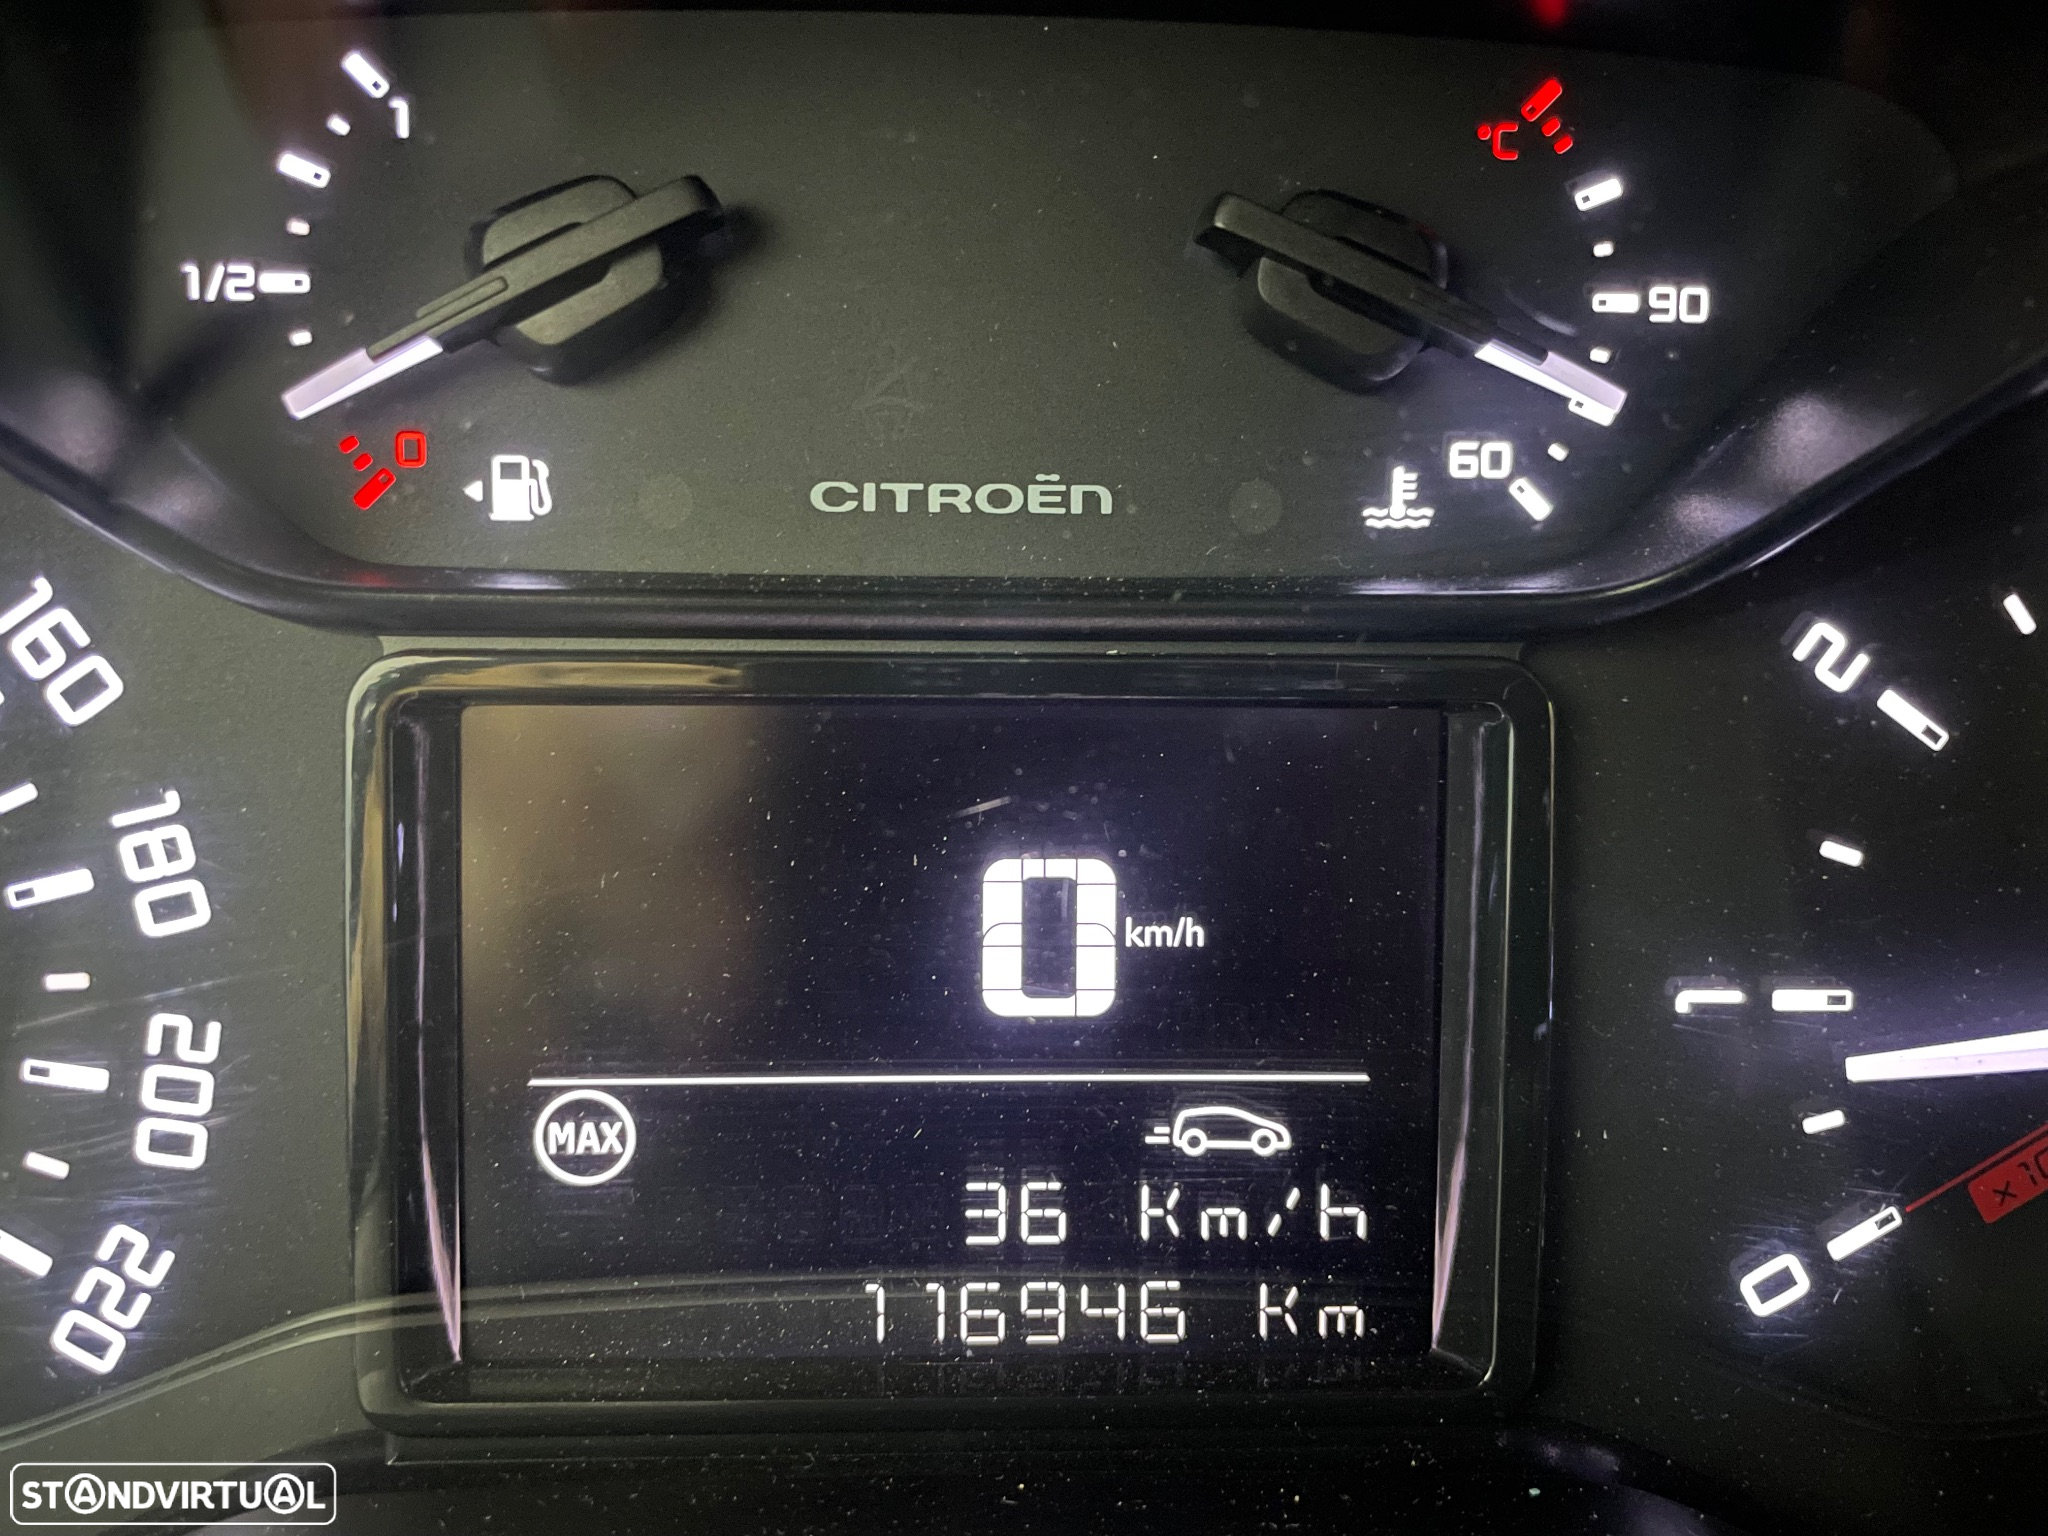 1
1/2
0
°C
90
60
CITROËN
160
180
200
220
0 km/h
MAX
36 Km/h
116946 Km
2
1
0
STANDVIRTUAL